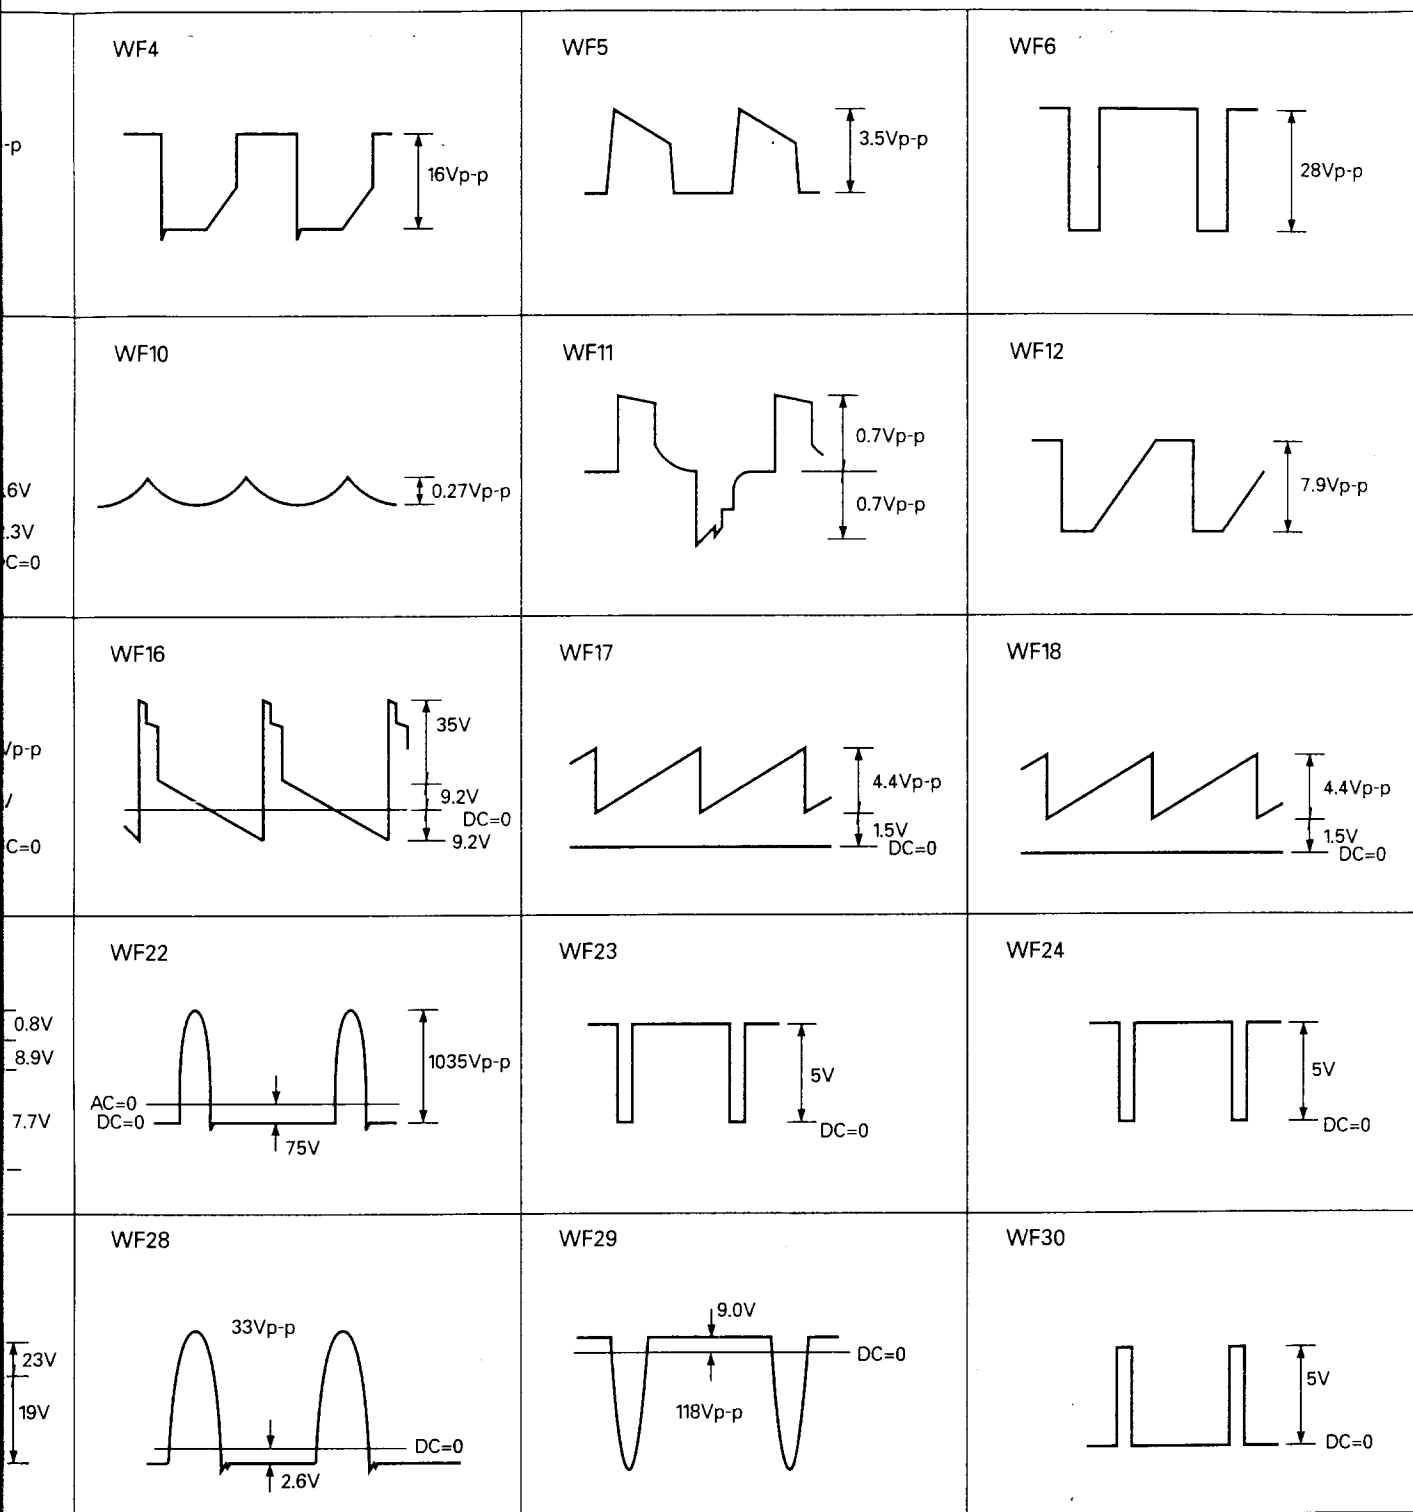 WF4
16Vp-p
WF5
3.5Vp-p
WF6
28Vp-p
-p
WF10
0.27Vp-p
WF11
0.7Vp-p
0.7Vp-p
WF12
7.9Vp-p
.6V
2.3V
DC=0
WF16
35V
9.2V
DC=0
9.2V
WF17
4.4Vp-p
1.5V
DC=0
WF18
4.4Vp-p
1.5V
DC=0
Vp-p
V
C=0
WF22
1035Vp-p
AC=0
DC=0
75V
WF23
5V
DC=0
WF24
5V
DC=0
0.8V
8.9V
7.7V
WF28
33Vp-p
DC=0
2.6V
WF29
9.0V
DC=0
118Vp-p
WF30
5V
DC=0
23V
19V